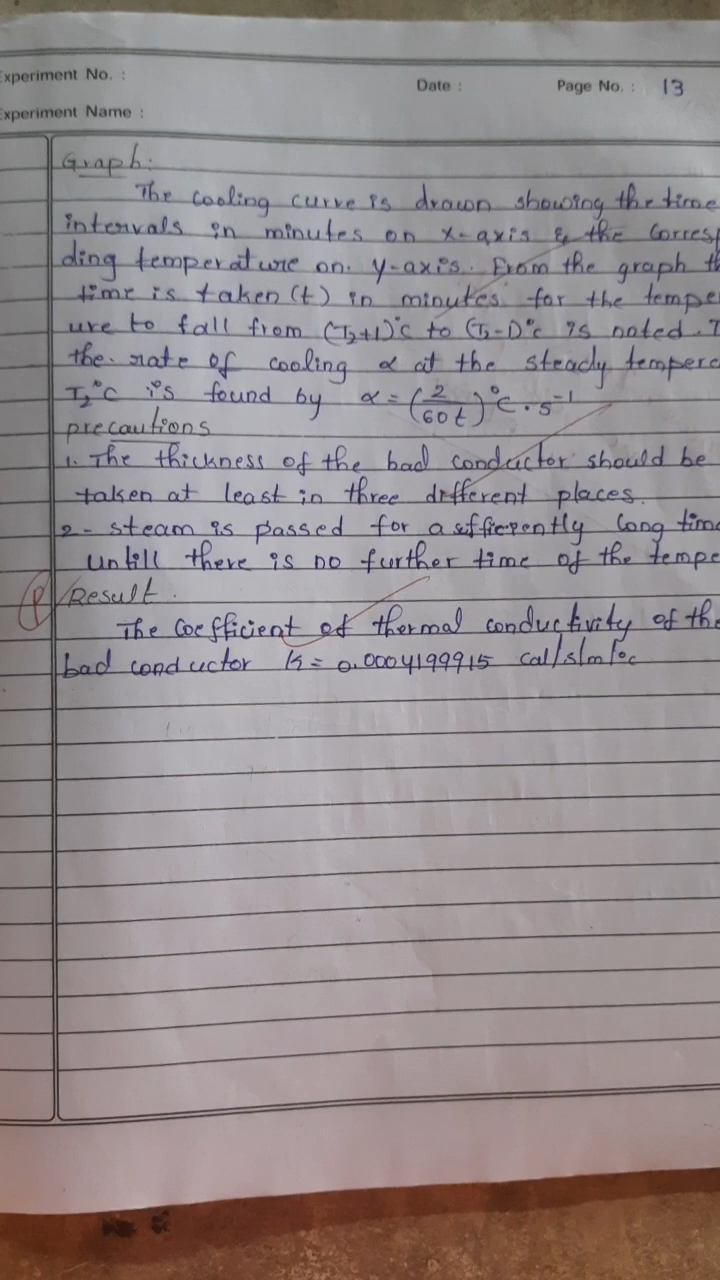 Experiment No. :
Date :
Page No. : 13
Experiment Name :
Graph:
The cooling curve is drawn showing the time
intervals in minutes on x-axis & the corresp
ding temperature on. y-axis. From the graph th
time is taken (t) in minutes for the tempe
ure to fall from (T2+1)°c to (T2-1)°c is noted. T
the rate of cooling α at the steady tempera
T2°C is found by α = (2/60t)°C . s⁻¹
precautions
1. The thickness of the bad conductor should be
taken at least in three different places.
2 - steam is passed for a sufficiently long time
untill there is no further time of the tempe
Result.
The coefficient of thermal conductivity of the
bad conductor K = 0.0004199915 cal/s/m/°c